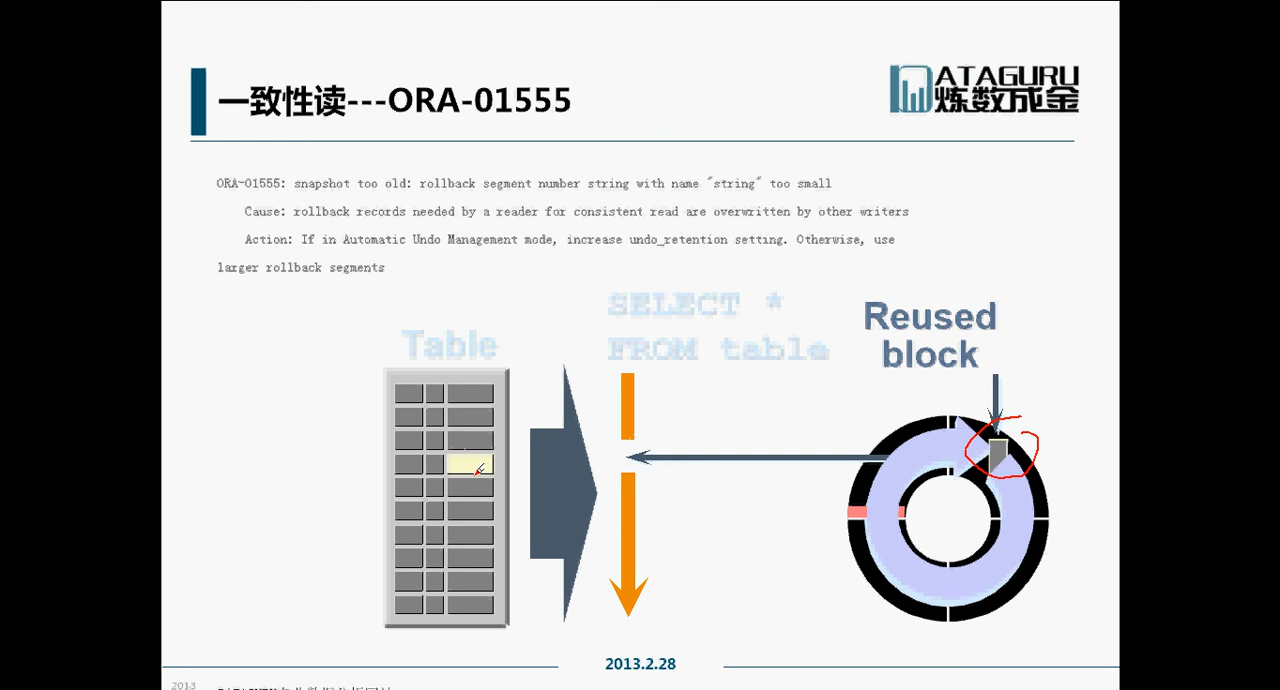 一致性读---ORA-01555
ATAGURU
炼数成金
ORA-01555: snapshot too old: rollback segment number string with name "string" too small
Cause: rollback records needed by a reader for consistent read are overwritten by other writers
Action: If in Automatic Undo Management mode, increase undo_retention setting. Otherwise, use
larger rollback segments
SELECT *
FROM table
Table
Reused
block
2013.2.28
2013